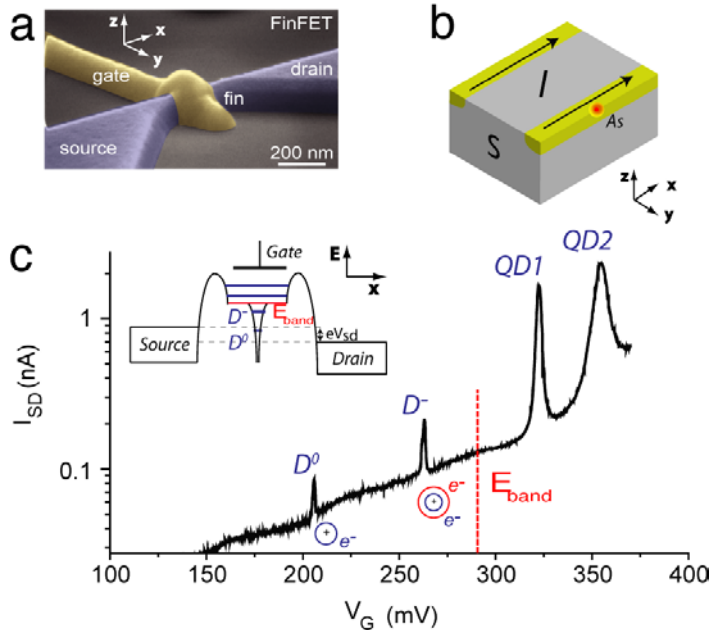 a
FinFET
z
x
y
gate
drain
fin
source
200 nm
b
I
S
As
z
x
y
c
Gate
E
x
D⁻
E_band
D⁰
eV_sd
Source
Drain
QD1
QD2
D⁰
e⁻
D⁻
e⁻
e⁻
E_band
1
0.1
I_SD (nA)
100 150 200 250 300 350 400
V_G (mV)